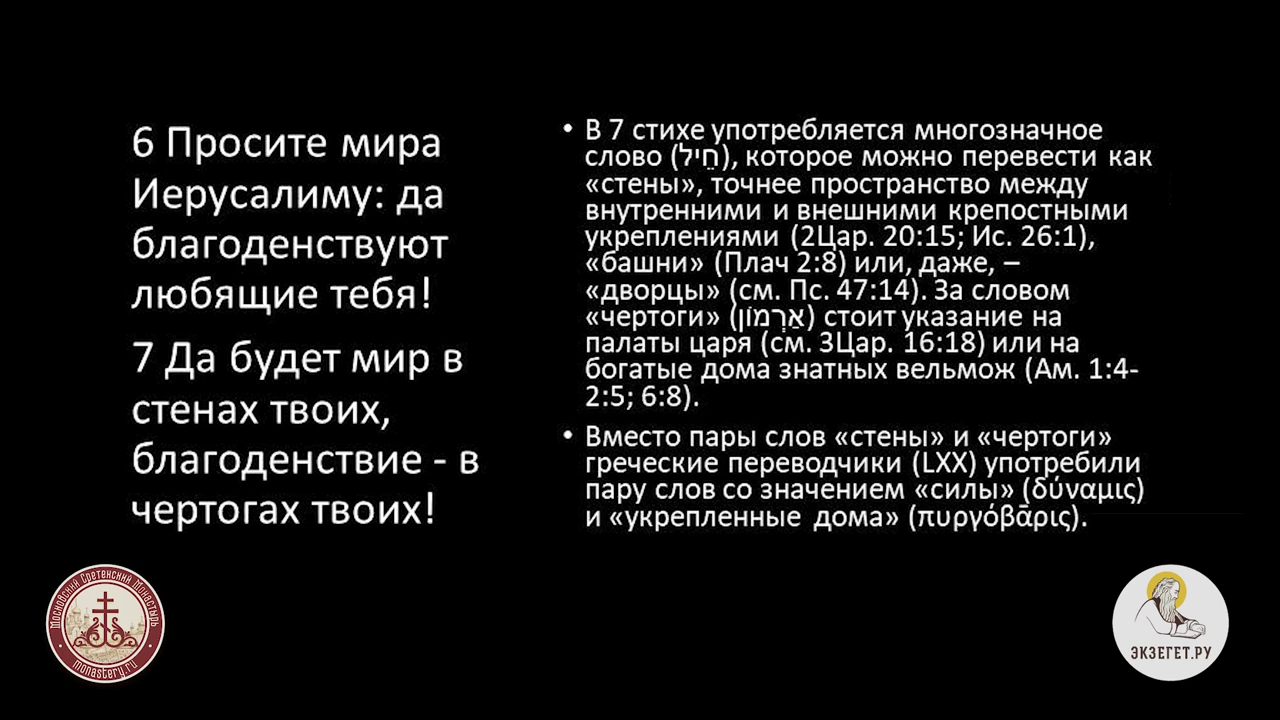 6 Просите мира
Иерусалиму: да
благоденствуют
любящие тебя!
7 Да будет мир в
стенах твоих,
благоденствие - в
чертогах твоих!
• В 7 стихе употребляется многозначное
слово (חֵיל), которое можно перевести как
«стены», точнее пространство между
внутренними и внешними крепостными
укреплениями (2Цар. 20:15; Ис. 26:1),
«башни» (Плач 2:8) или, даже, –
«дворцы» (см. Пс. 47:14). За словом
«чертоги» (אַרְמוֹן) стоит указание на
палаты царя (см. 3Цар. 16:18) или на
богатые дома знатных вельмож (Ам. 1:4-
2:5; 6:8).
• Вместо пары слов «стены» и «чертоги»
греческие переводчики (LXX) употребили
пару слов со значением «силы» (δύναμις)
и «укрепленные дома» (πυργόβᾱρις).
Московский Сретенский Монастырь
monastery.ru
ЭКЗЕГЕТ.РУ